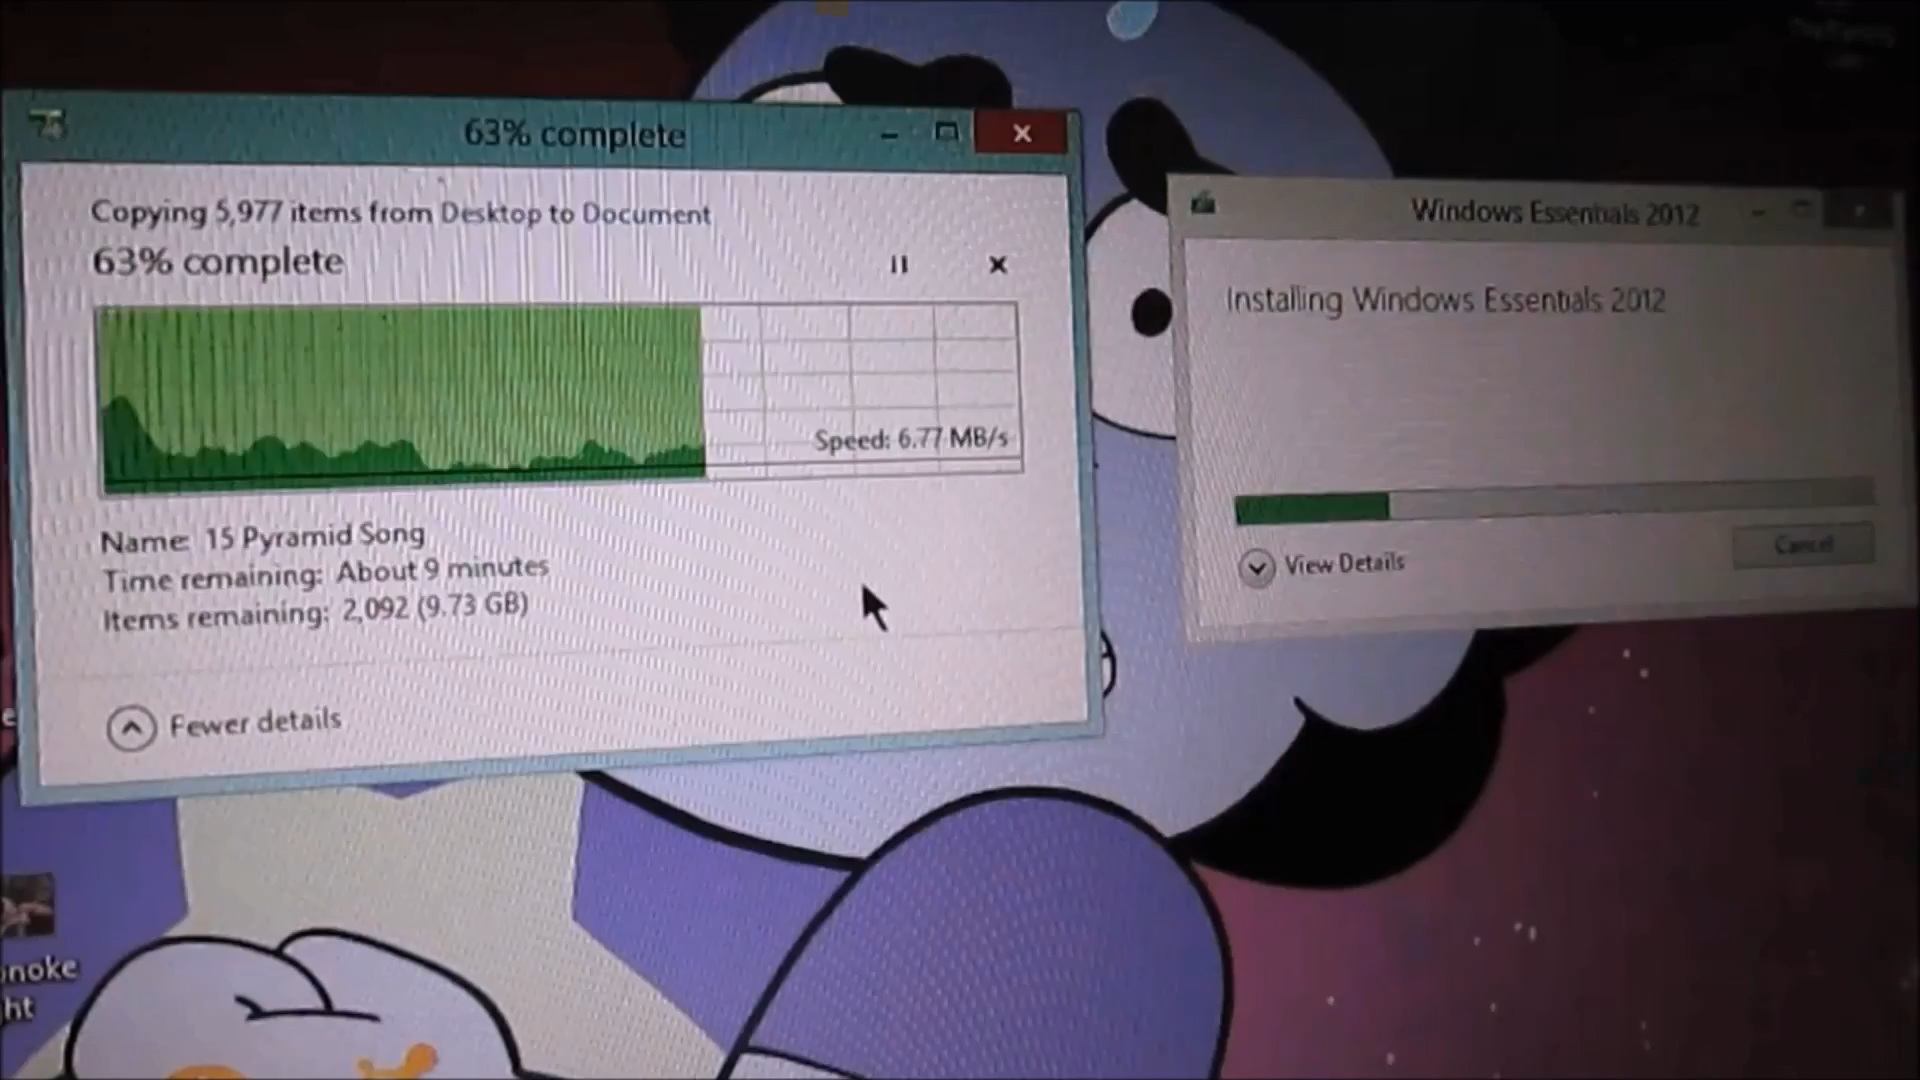 63% complete
Copying 5,977 items from Desktop to Document
63% complete
Speed: 6.77 MB/s
Name: 15 Pyramid Song
Time remaining: About 9 minutes
Items remaining: 2,092 (9.73 GB)
Fewer details
Windows Essentials 2012
Installing Windows Essentials 2012
View Details
Cancel
noke
ht